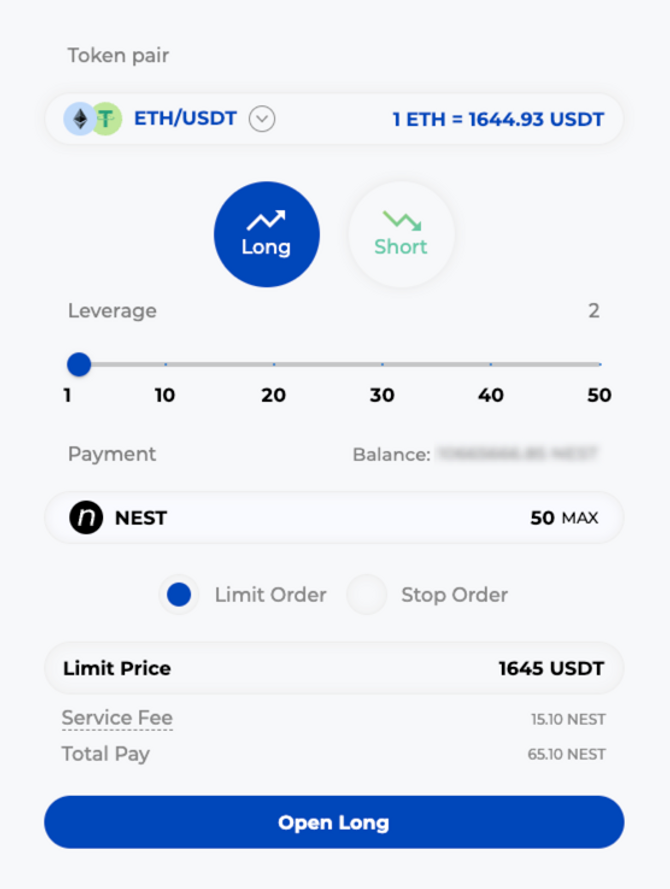 Token pair
ETH/USDT 1 ETH = 1644.93 USDT
Long Short
Leverage 2
1 10 20 30 40 50
Payment Balance:
NEST 50 MAX
Limit Order Stop Order
Limit Price 1645 USDT
Service Fee 15.10 NEST
Total Pay 65.10 NEST
Open Long